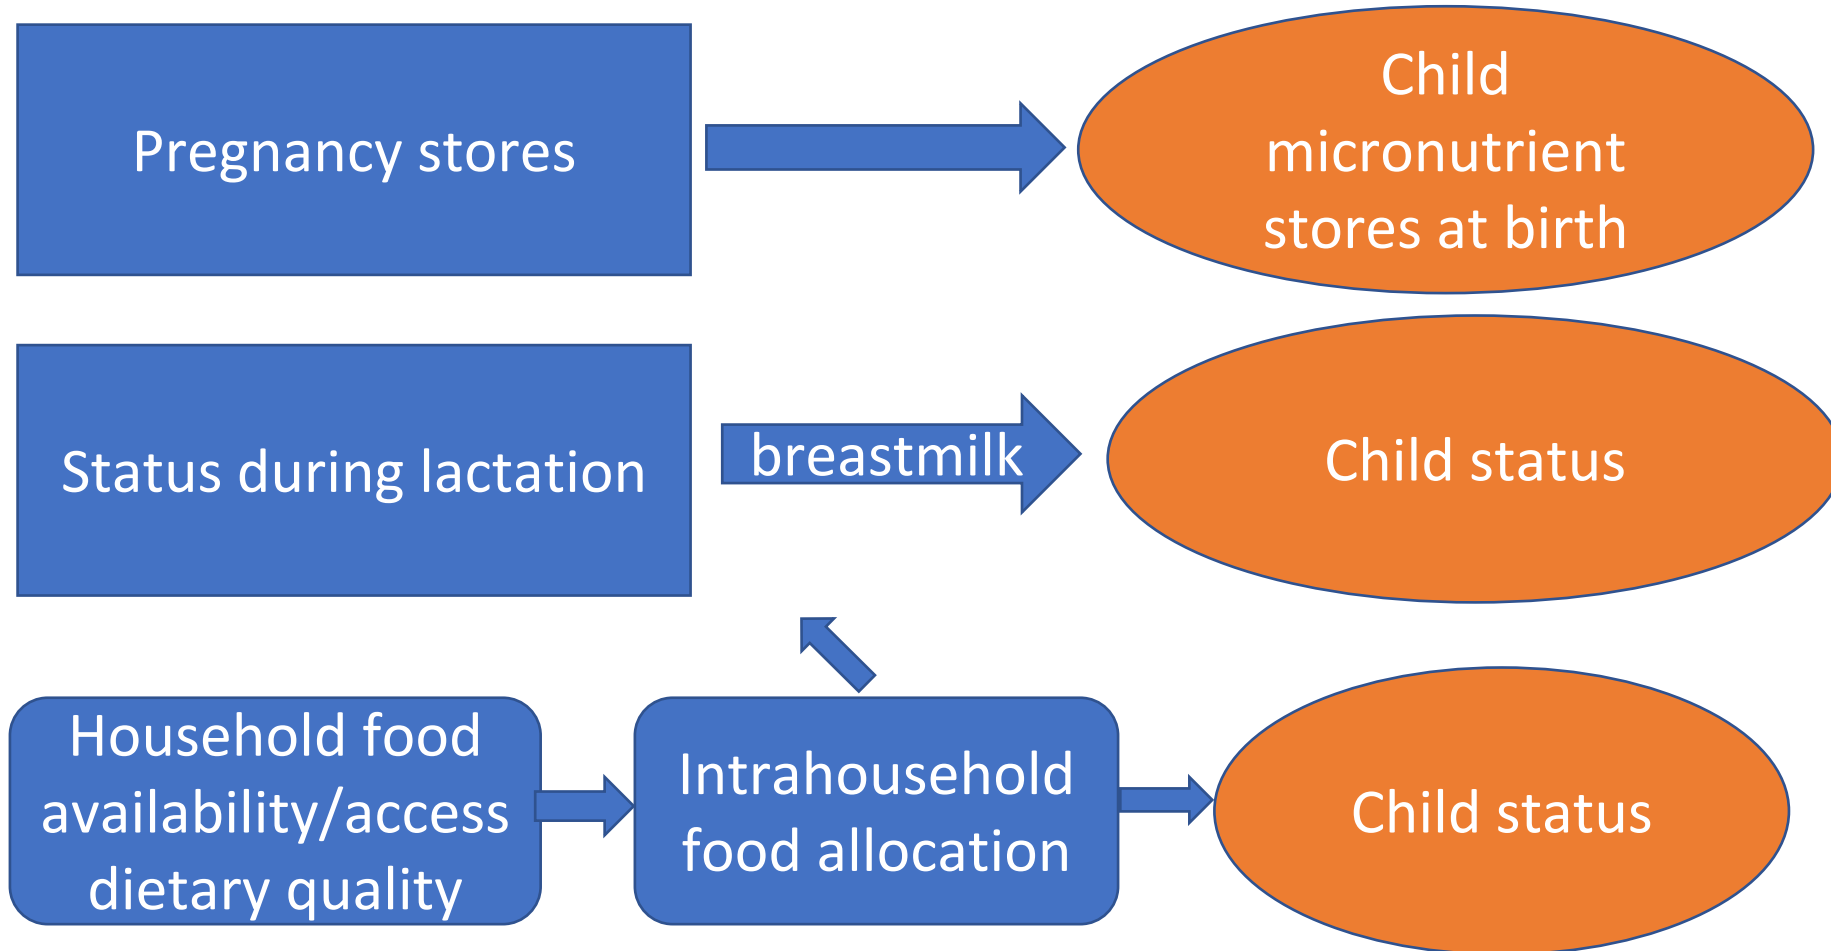 Pregnancy stores
Child
micronutrient
stores at birth
Status during lactation
breastmilk
Child status
Household food
availability/access
dietary quality
Intrahousehold
food allocation
Child status